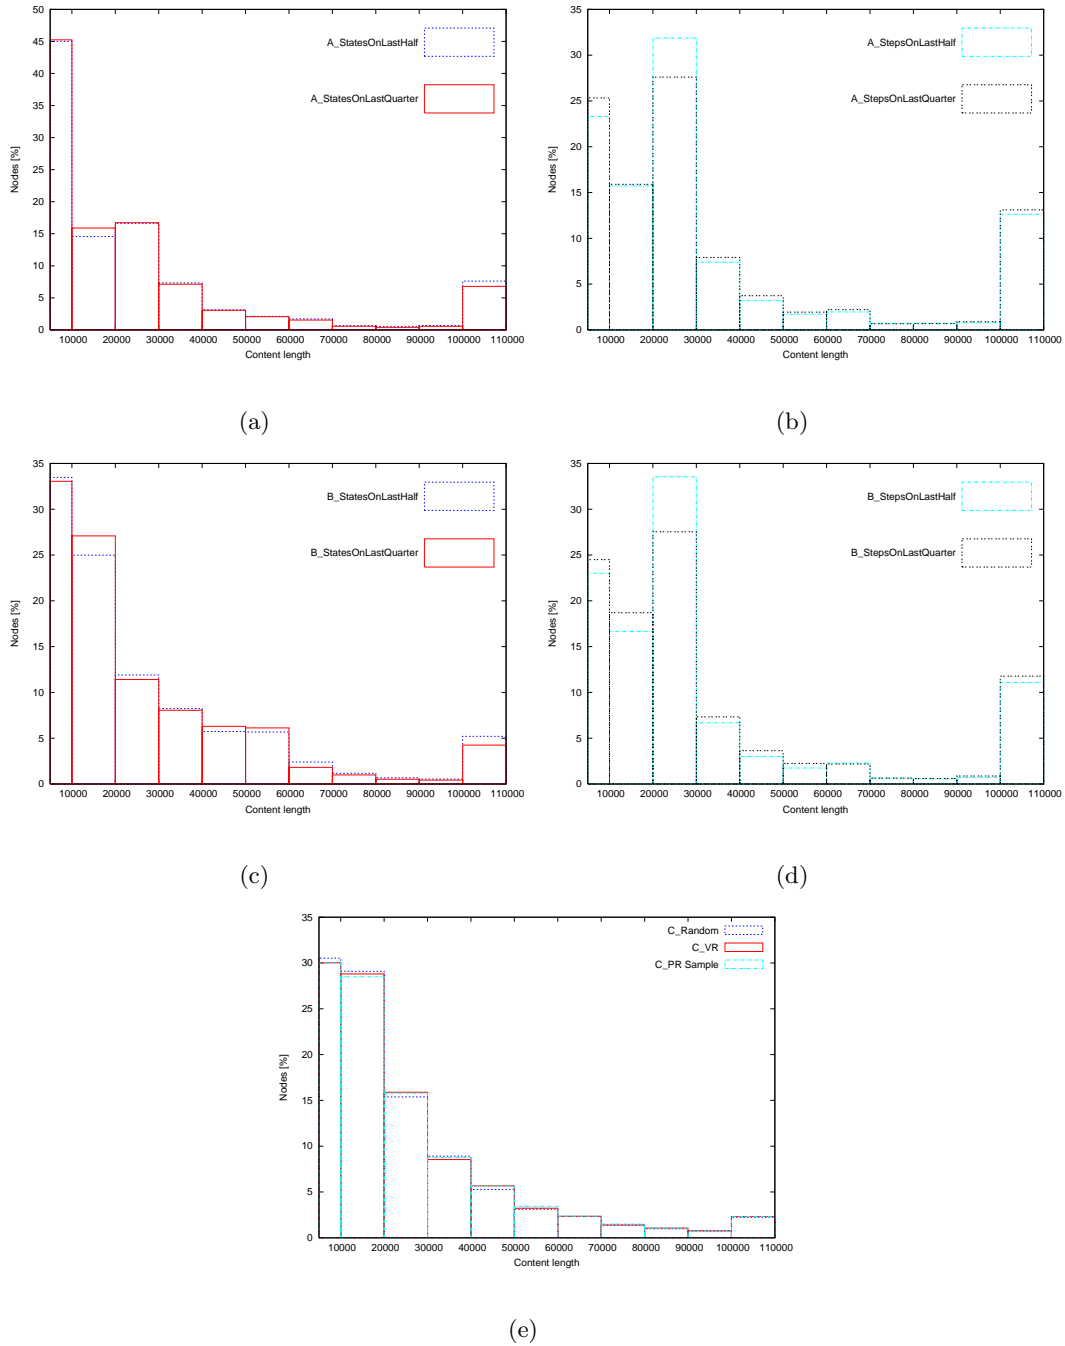 50
45
40
35
30
25
20
15
10
5
0
Nodes [%]
A_StatesOnLastHalf
A_StatesOnLastQuarter
10000 20000 30000 40000 50000 60000 70000 80000 90000 100000 110000
Content length
(a)
35
30
25
20
15
10
5
0
Nodes [%]
A_StepsOnLastHalf
A_StepsOnLastQuarter
10000 20000 30000 40000 50000 60000 70000 80000 90000 100000 110000
Content length
(b)
35
30
25
20
15
10
5
0
Nodes [%]
B_StatesOnLastHalf
B_StatesOnLastQuarter
10000 20000 30000 40000 50000 60000 70000 80000 90000 100000 110000
Content length
(c)
35
30
25
20
15
10
5
0
Nodes [%]
B_StepsOnLastHalf
B_StepsOnLastQuarter
10000 20000 30000 40000 50000 60000 70000 80000 90000 100000 110000
Content length
(d)
35
30
25
20
15
10
5
0
Nodes [%]
C_Random
C_VR
C_PR Sample
10000 20000 30000 40000 50000 60000 70000 80000 90000 100000 110000
Content length
(e)